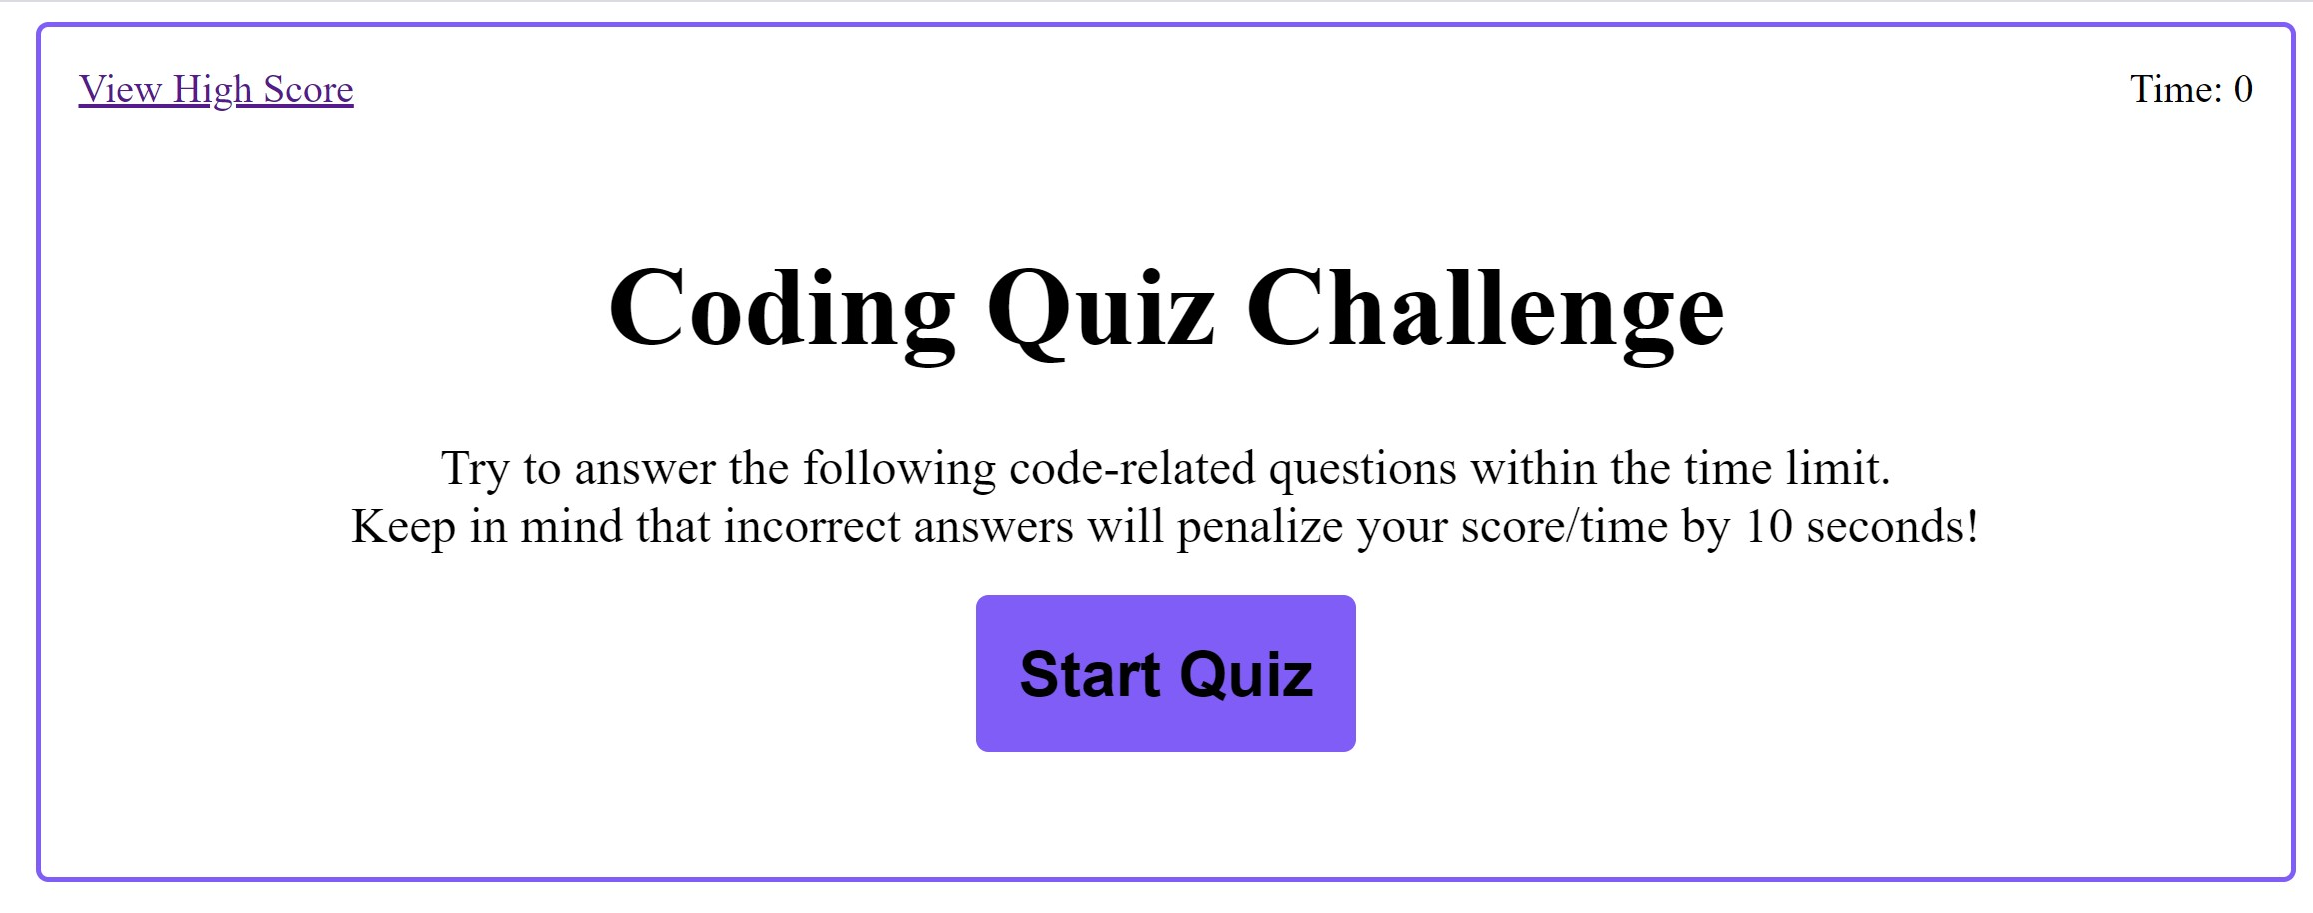 View High Score
Time: 0
Coding Quiz Challenge
Try to answer the following code-related questions within the time limit.
Keep in mind that incorrect answers will penalize your score/time by 10 seconds!
Start Quiz